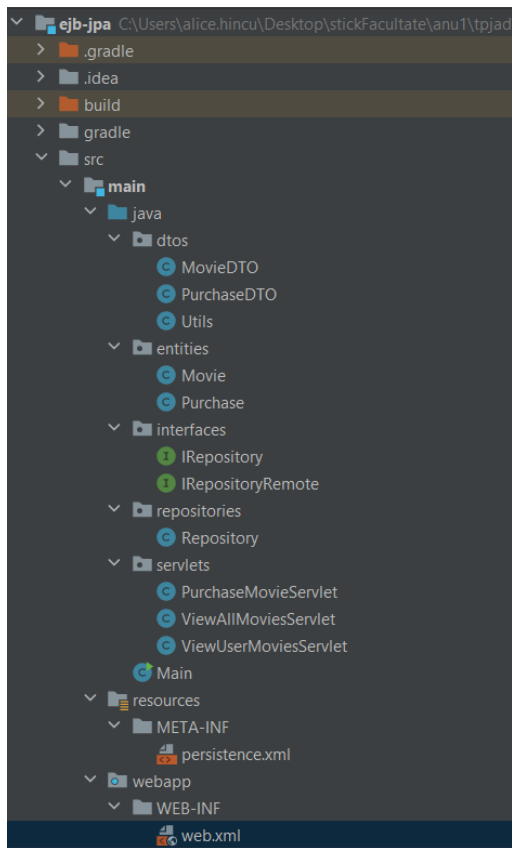 ejb-jpa C:\Users\alice.hincu\Desktop\stickFacultate\anu1\tpjad
.gradle
.idea
build
gradle
src
main
java
dtos
MovieDTO
PurchaseDTO
Utils
entities
Movie
Purchase
interfaces
IRepository
IRepositoryRemote
repositories
Repository
servlets
PurchaseMovieServlet
ViewAllMoviesServlet
ViewUserMoviesServlet
Main
resources
META-INF
persistence.xml
webapp
WEB-INF
web.xml